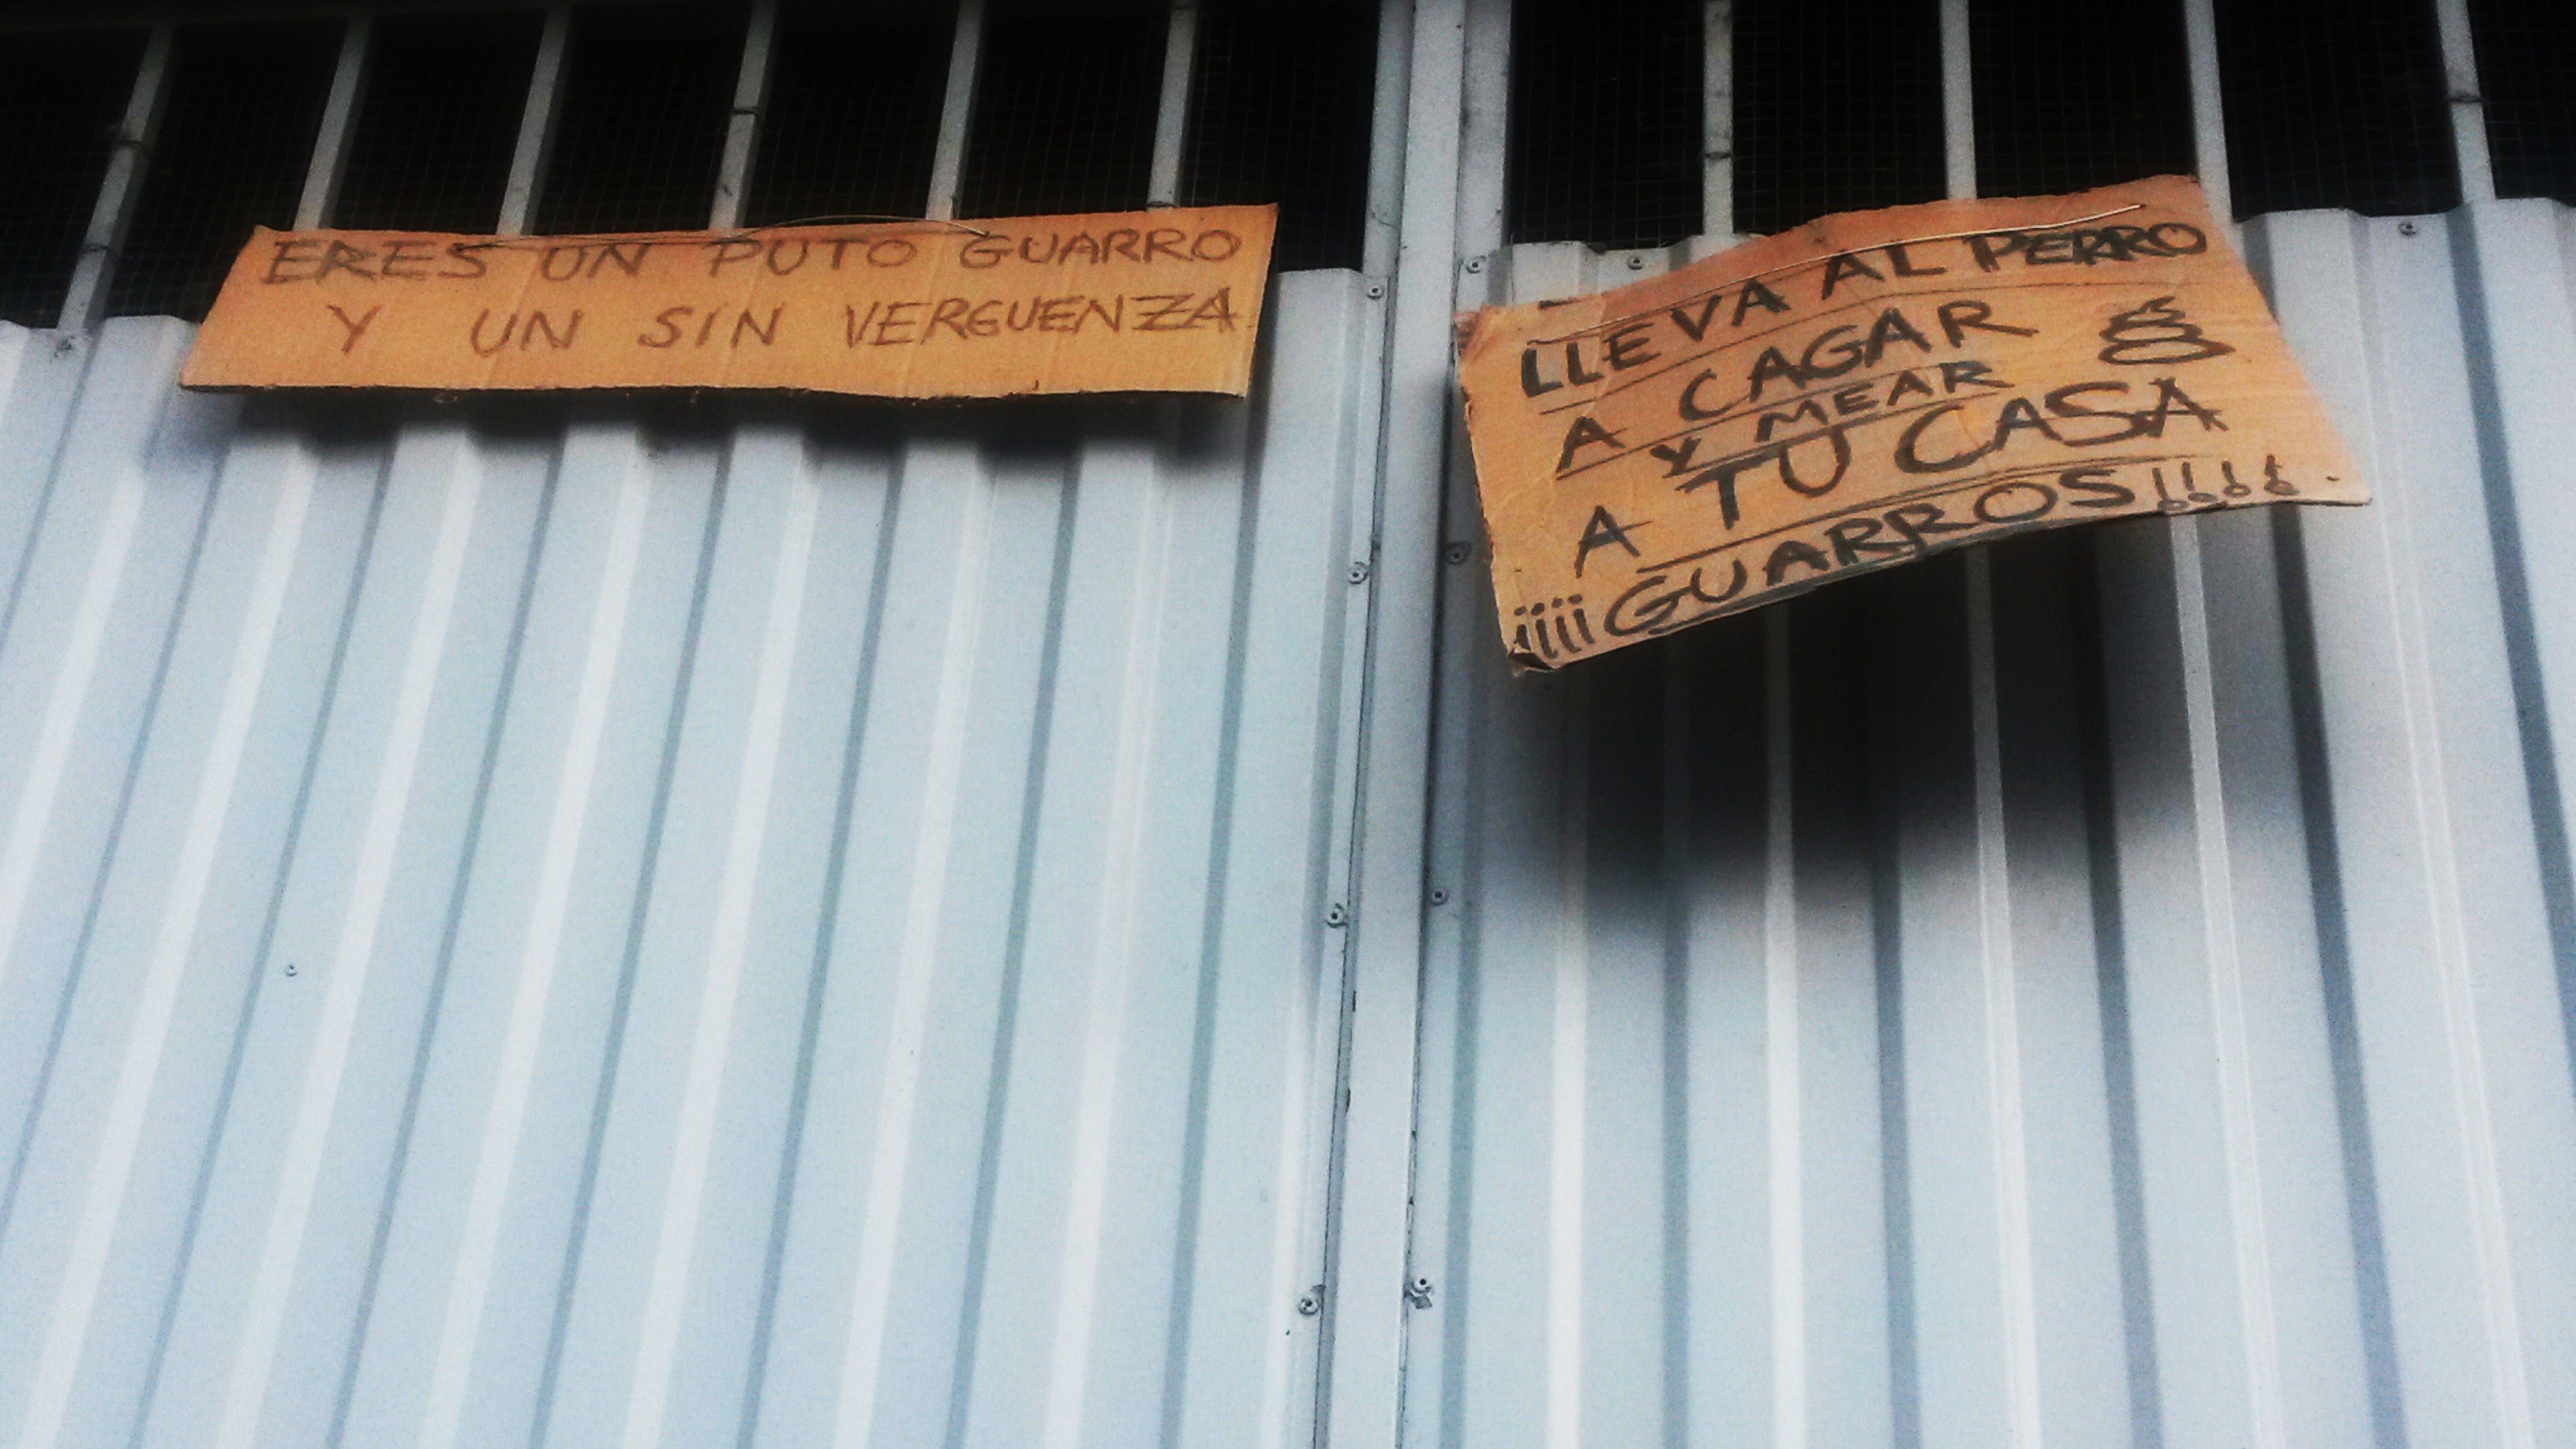 ERES UN PUTO GUARRO
Y UN SIN VERGUENZA
LLEVA AL PERRO
A CAGAR
Y MEAR
A TU CASA
¡¡¡¡GUARROS!!!!